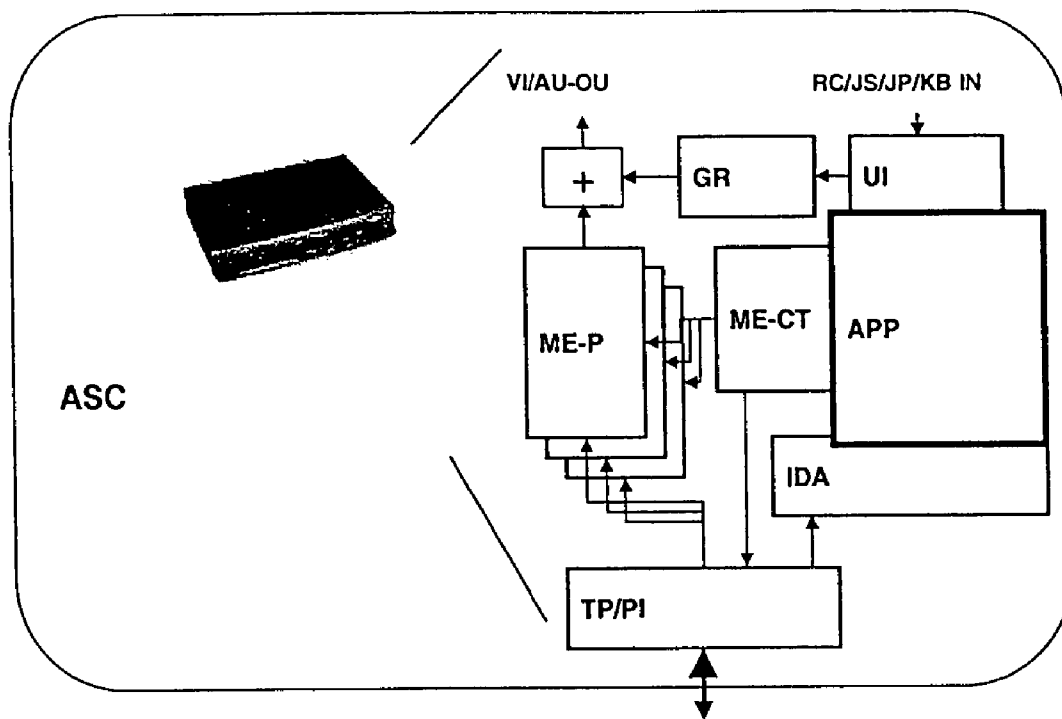 VI/AU-OU
RC/JS/JP/KB IN
+
GR
UI
ME-P
ME-CT
APP
ASC
IDA
TP/PI